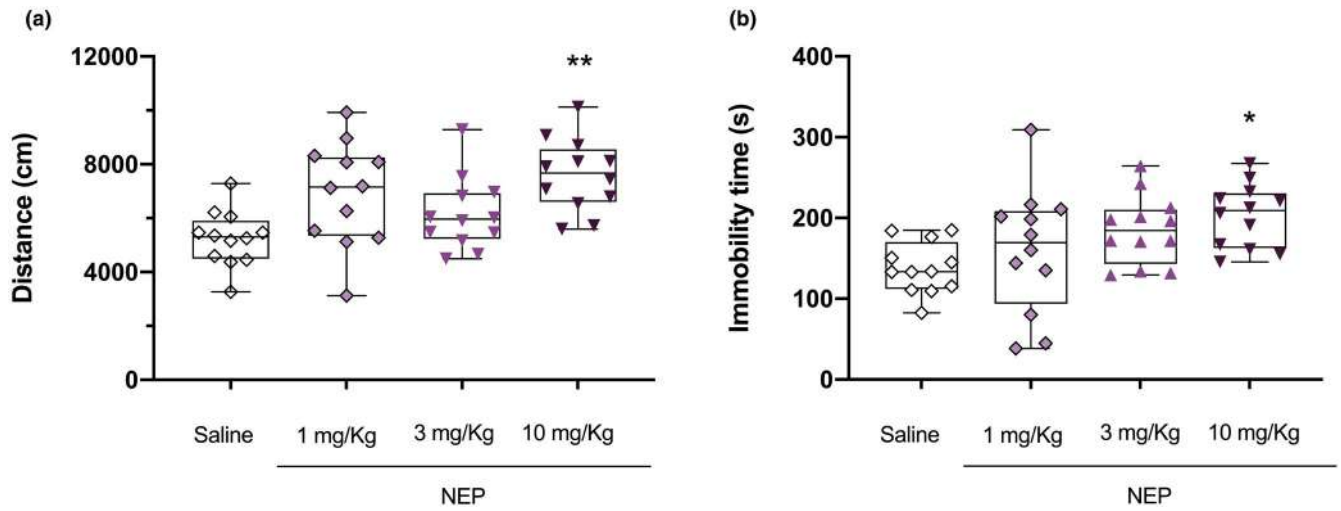 (a)
12000
8000
4000
0
Distance (cm)
**
Saline
1 mg/Kg
3 mg/Kg
10 mg/Kg
NEP
(b)
400
300
200
100
0
Immobility time (s)
*
Saline
1 mg/Kg
3 mg/Kg
10 mg/Kg
NEP